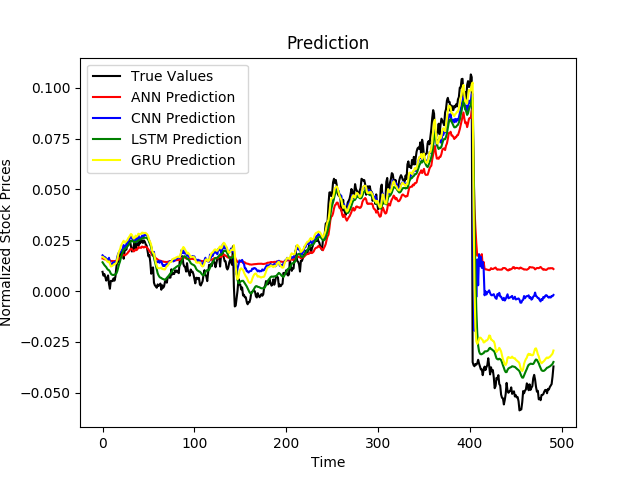 Prediction
True Values
ANN Prediction
CNN Prediction
LSTM Prediction
GRU Prediction
Normalized Stock Prices
0.100
0.075
0.050
0.025
0.000
−0.025
−0.050
0
100
200
300
400
500
Time